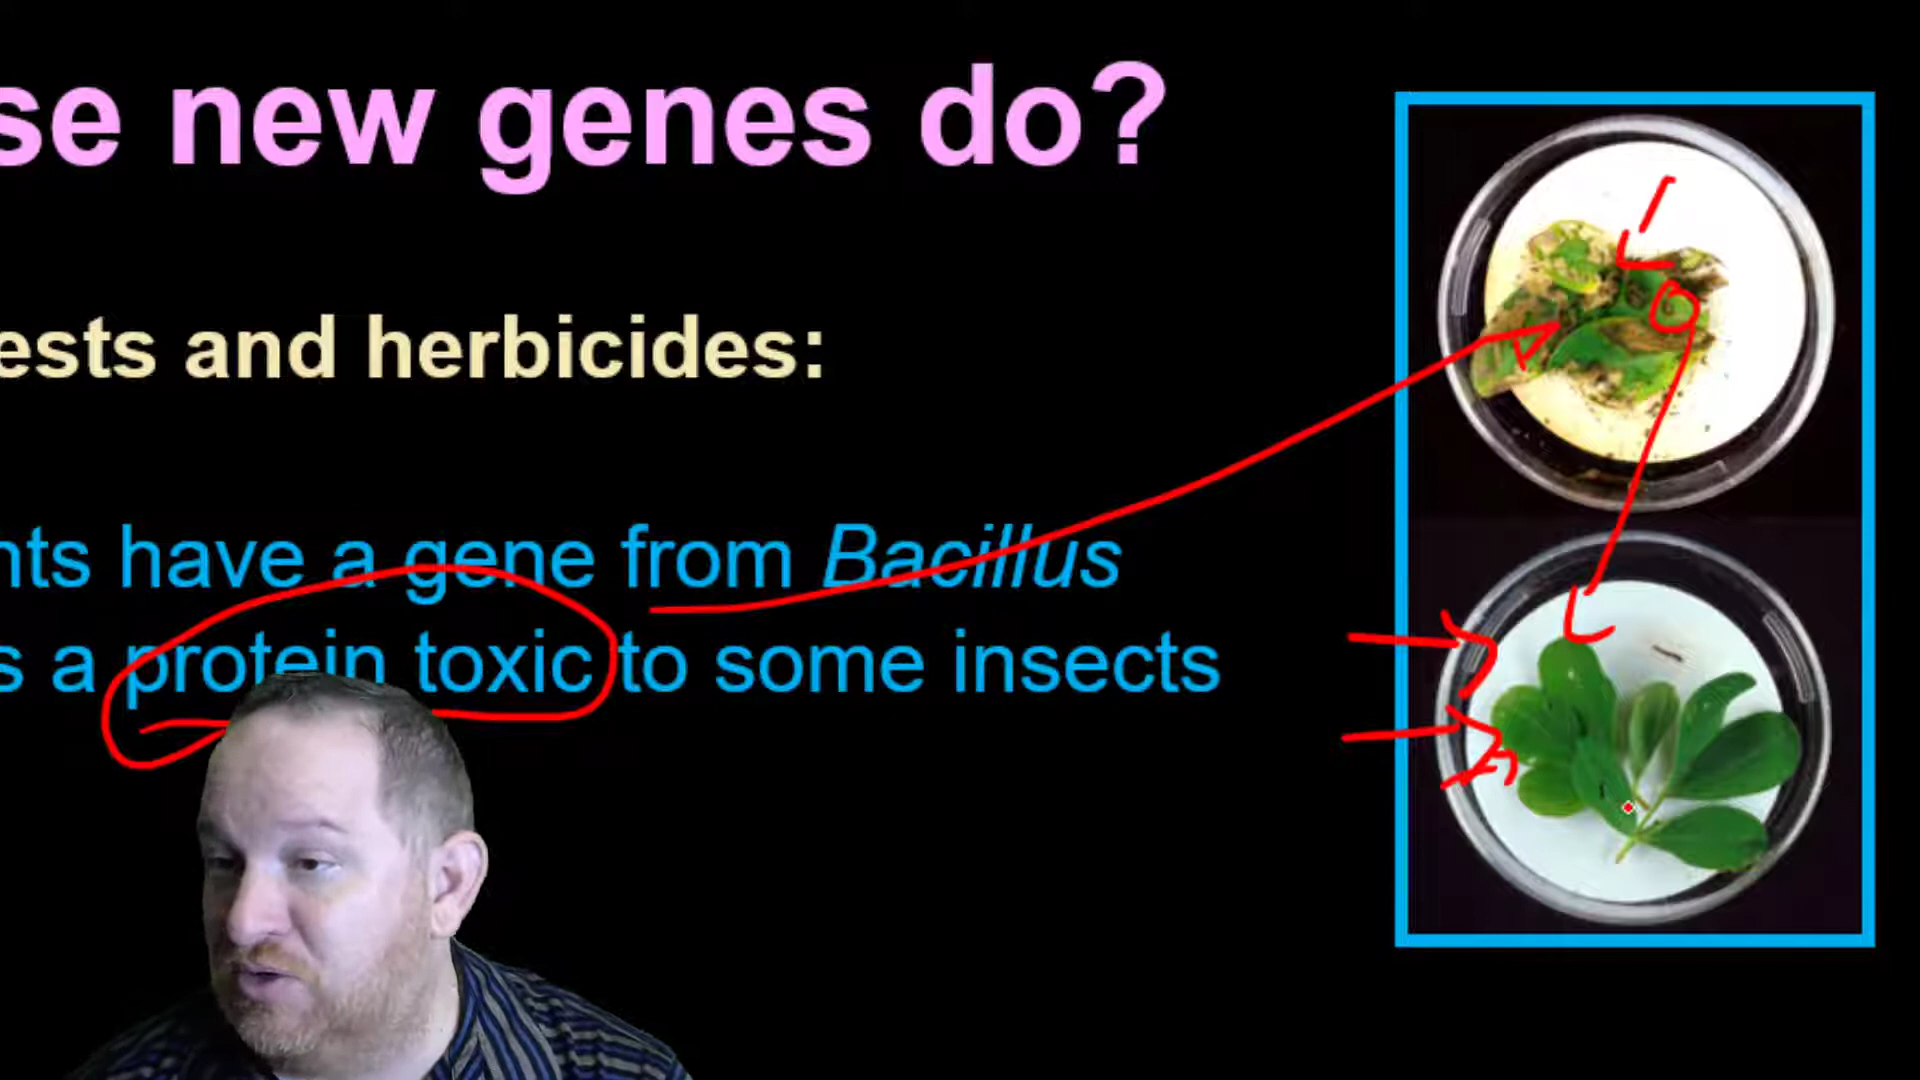 se new genes do?
ests and herbicides:
nts have a gene from Bacillus
s a protein toxic to some insects